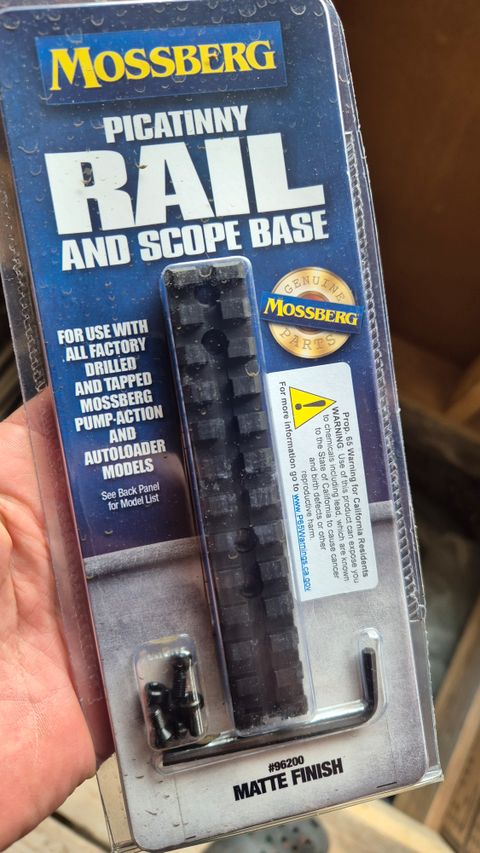 MOSSBERG
PICATINNY
RAIL
AND SCOPE BASE
GENUINE
MOSSBERG
PARTS
FOR USE WITH
ALL FACTORY
DRILLED
AND TAPPED
MOSSBERG
PUMP-ACTION
AND
AUTOLOADER
MODELS
See Back Panel
for Model List
Prop. 65 Warning for California Residents
WARNING: Use of this product can expose you
to chemicals including lead, which are known
to the State of California to cause cancer
and birth defects or other
reproductive harm.
For more information go to www.P65Warnings.ca.gov
#96200
MATTE FINISH